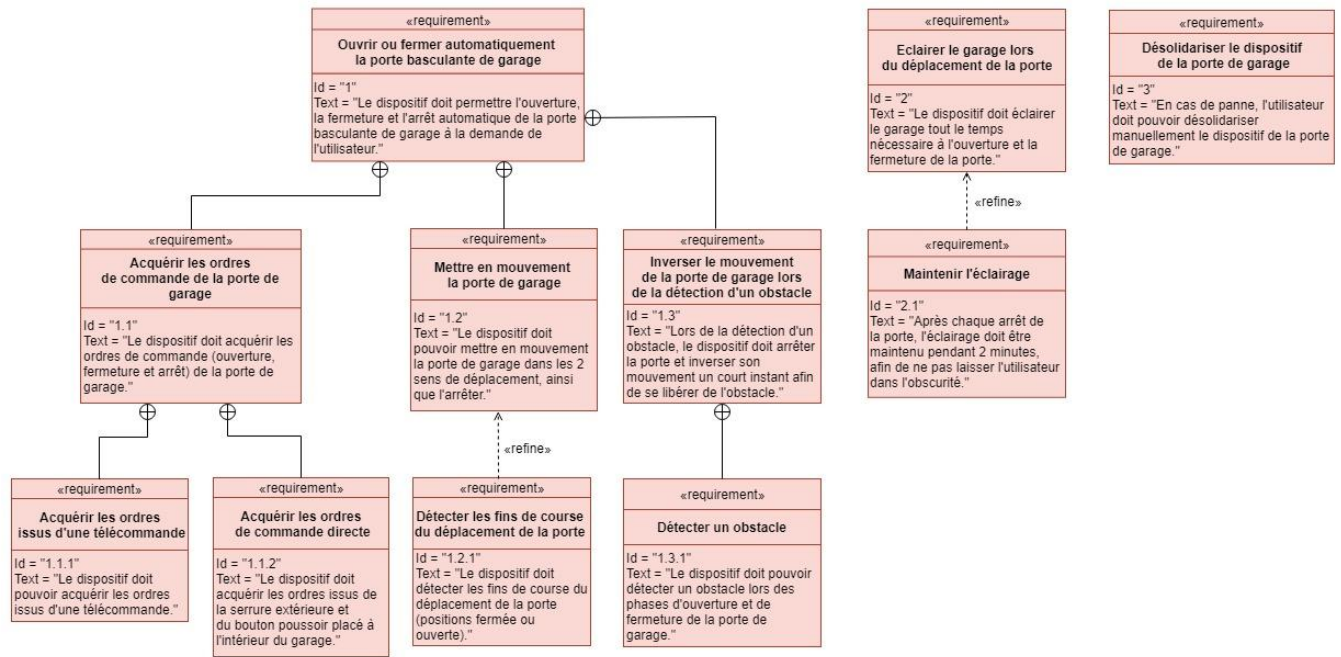 «requirement»
Ouvrir ou fermer automatiquement
la porte basculante de garage
Id = "1"
Text = "Le dispositif doit permettre l'ouverture,
la fermeture et l'arrêt automatique de la porte
basculante de garage à la demande de
l'utilisateur."
«requirement»
Eclairer le garage lors
du déplacement de la porte
Id = "2"
Text = "Le dispositif doit éclairer
le garage tout le temps
nécessaire à l'ouverture et la
fermeture de la porte."
«requirement»
Désolidariser le dispositif
de la porte de garage
Id = "3"
Text = "En cas de panne, l'utilisateur
doit pouvoir désolidariser
manuellement le dispositif de la porte
de garage."
«refine»
«requirement»
Acquérir les ordres
de commande de la porte de
garage
Id = "1.1"
Text = "Le dispositif doit acquérir les
ordres de commande (ouverture,
fermeture et arrêt) de la porte de
garage."
«requirement»
Mettre en mouvement
la porte de garage
Id = "1.2"
Text = "Le dispositif doit
pouvoir mettre en mouvement
la porte de garage dans les 2
sens de déplacement, ainsi
que l'arrêter."
«requirement»
Inverser le mouvement
de la porte de garage lors
de la détection d'un obstacle
Id = "1.3"
Text = "Lors de la détection d'un
obstacle, le dispositif doit arrêter
la porte et inverser son
mouvement un court instant afin
de se libérer de l'obstacle."
«requirement»
Maintenir l'éclairage
Id = "2.1"
Text = "Après chaque arrêt de
la porte, l'éclairage doit être
maintenu pendant 2 minutes,
afin de ne pas laisser l'utilisateur
dans l'obscurité."
«refine»
«requirement»
Acquérir les ordres
issus d'une télécommande
Id = "1.1.1"
Text = "Le dispositif doit
pouvoir acquérir les ordres
issus d'une télécommande."
«requirement»
Acquérir les ordres
de commande directe
Id = "1.1.2"
Text = "Le dispositif doit
acquérir les ordres issus de
la serrure extérieure et
du bouton poussoir placé à
l'intérieur du garage."
«requirement»
Détecter les fins de course
du déplacement de la porte
Id = "1.2.1"
Text = "Le dispositif doit
détecter les fins de course du
déplacement de la porte
(positions fermée ou
ouverte)."
«requirement»
Détecter un obstacle
Id = "1.3.1"
Text = "Le dispositif doit pouvoir
détecter un obstacle lors des
phases d'ouverture et de
fermeture de la porte de
garage."